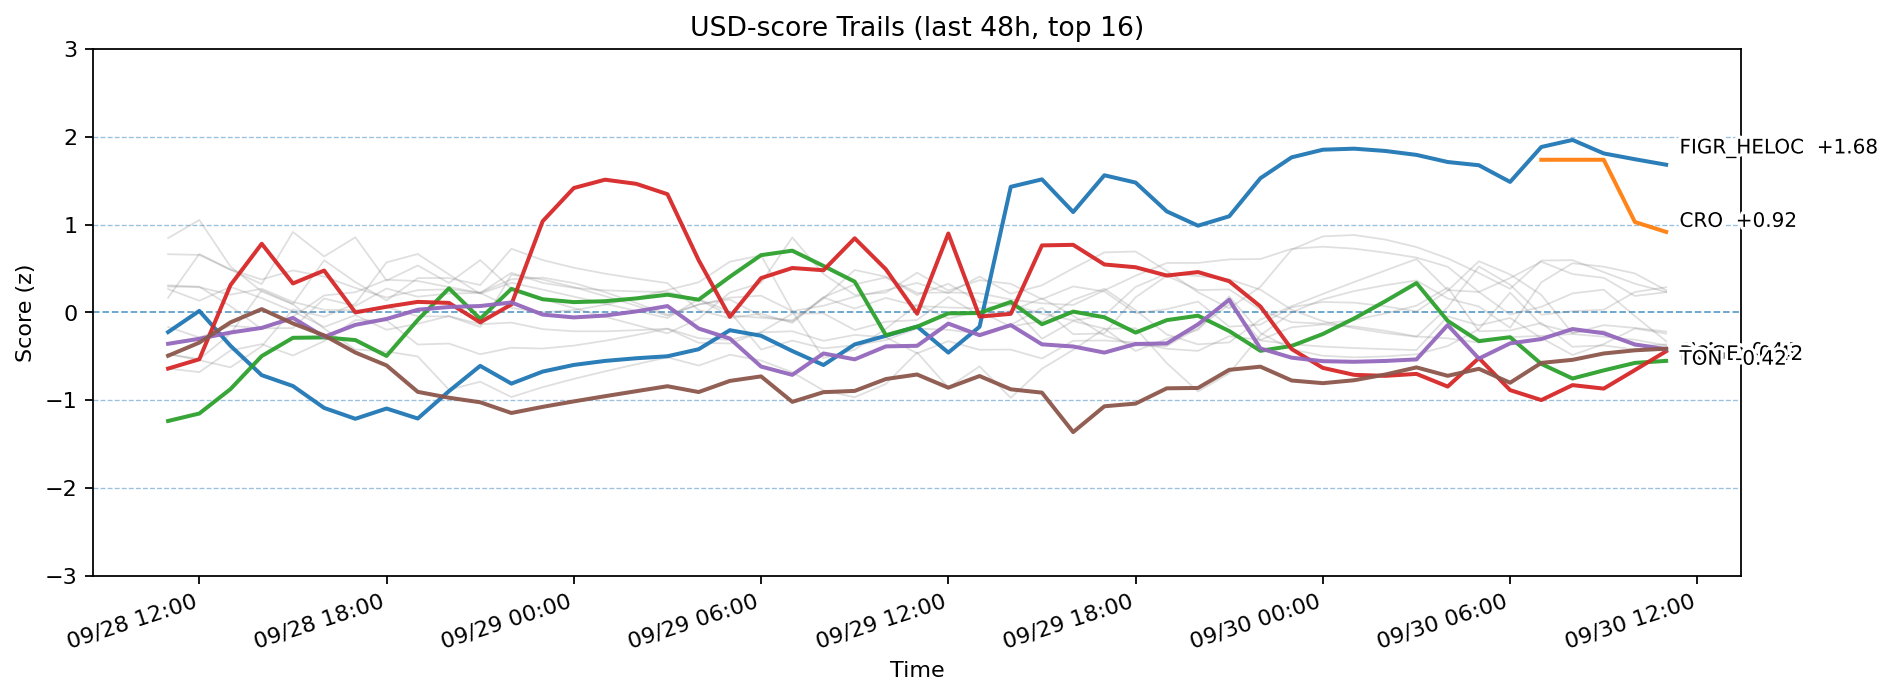 USD-score Trails (last 48h, top 16)
3
2
1
0
−1
−2
−3
Score (z)
FIGR_HELOC +1.68
CRO +0.92
TON −0.42
09/28 12:00
09/28 18:00
09/29 00:00
09/29 06:00
09/29 12:00
09/29 18:00
09/30 00:00
09/30 06:00
09/30 12:00
Time